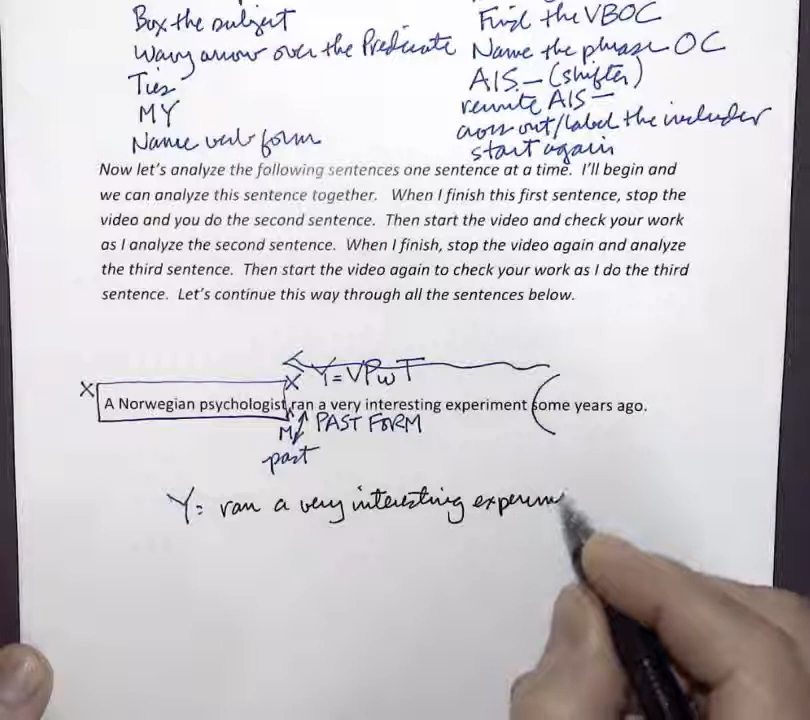 Box the subject
Wavy arrow over the Predicate
Ties
MY
Name verb form
Find the VBOC
Name the phrase OC
AIS – (shifter)
rewrite AIS –
cross out/label the includer
start again
Now let's analyze the following sentences one sentence at a time. I'll begin and
we can analyze this sentence together. When I finish this first sentence, stop the
video and you do the second sentence. Then start the video and check your work
as I analyze the second sentence. When I finish, stop the video again and analyze
the third sentence. Then start the video again to check your work as I do the third
sentence. Let's continue this way through all the sentences below.
Y=VPwT
X X
A Norwegian psychologist ran a very interesting experiment some years ago.
M PAST FORM
past
Y= ran a very interesting experim